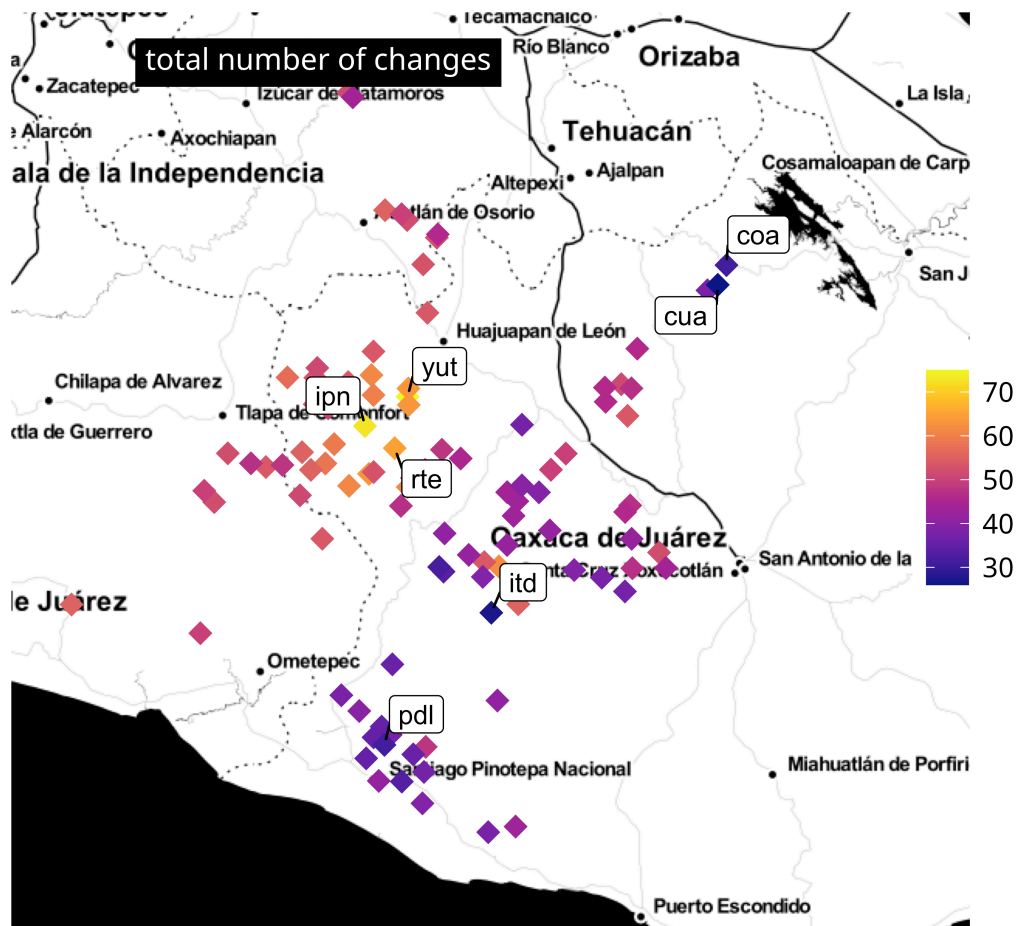 Tecamachalco
Río Blanco
Orizaba
total number of changes
Zacatepec
Izúcar de Matamoros
La Isla
e Alarcón
Axochiapan
Tehuacán
Cosamaloapan de Carp
ala de la Independencia
Altepexi
Ajalpan
tlán de Osorio
coa
San J
cua
Huajuapan de León
yut
Chilapa de Alvarez
ipn
Tlapa de Comonfort
xtla de Guerrero
rte
70
60
50
40
30
Oaxaca de Juárez
San Antonio de la
itd
le Juárez
Ometepec
pdl
Santiago Pinotepa Nacional
Miahuatlán de Porfiri
Puerto Escondido